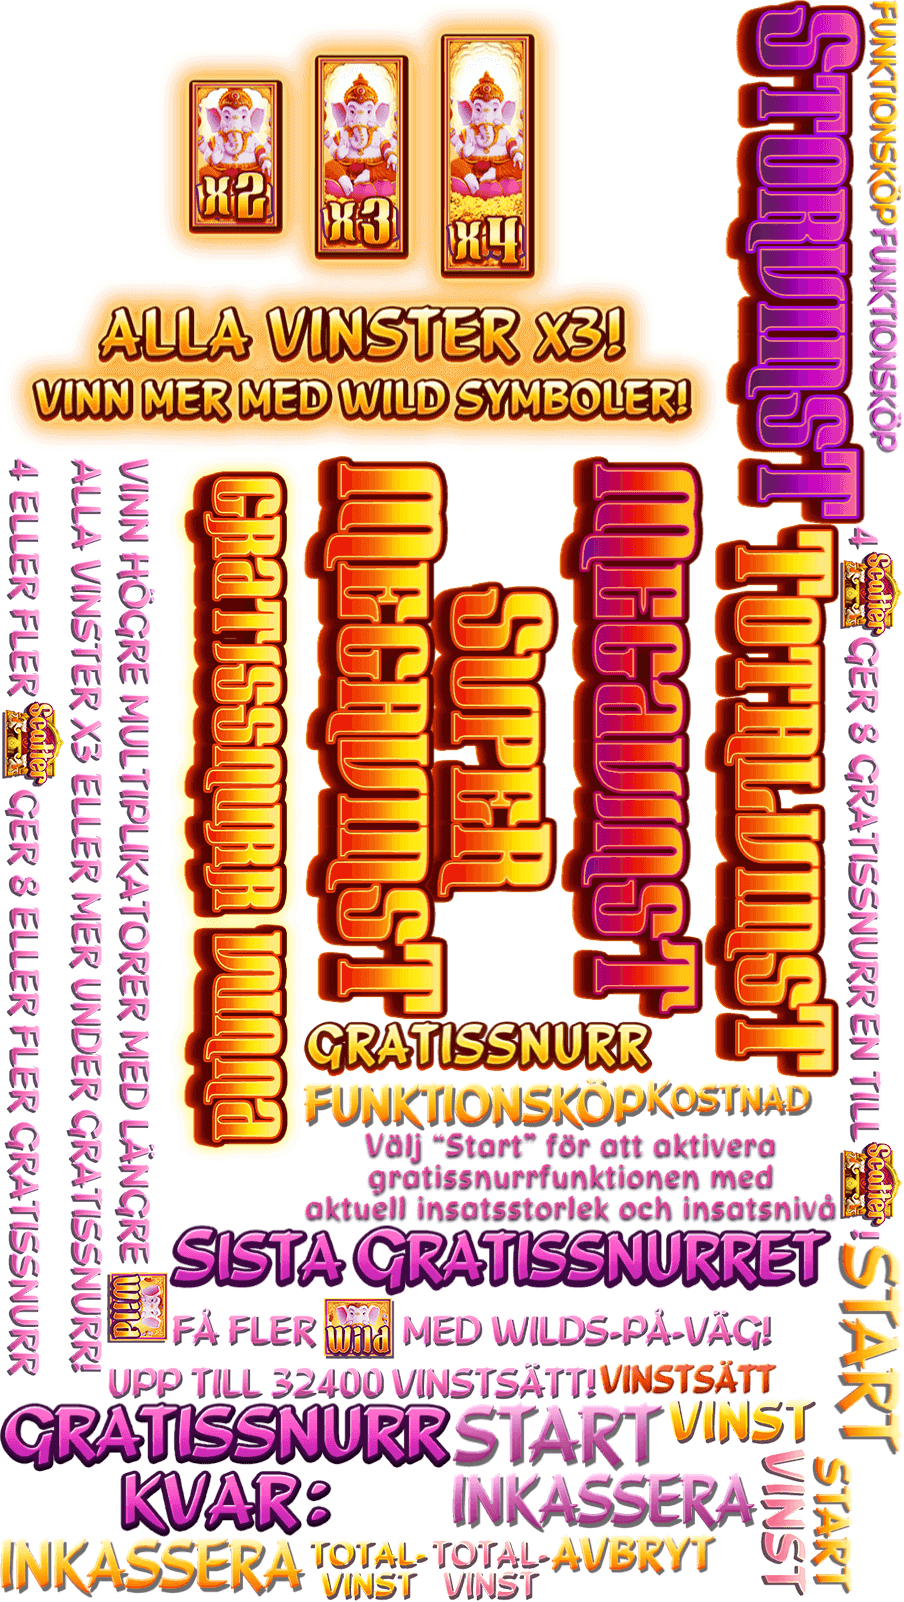 x2
x3
x4
ALLA VINSTER X3!
VINN MER MED WILD SYMBOLER!
STORVINST
FUNKTIONSKÖP
FUNKTIONSKÖP
4 ELLER FLER Scatter GER 8 ELLER FLER GRATISSNURR
ALLA VINSTER X3 ELLER MER UNDER GRATISSNURR!
VINN HÖGRE MULTIPLIKATORER MED LÄNGRE Wild
GRATISSNURR VUNNA
MEGAVINST
SUPER
MEGAVINST
TOTALVINST
4 Scatter GER 8 GRATISSNURR EN TILL Scatter!
GRATISSNURR
FUNKTIONSKÖP
KOSTNAD
Välj “Start” för att aktivera
gratissnurrfunktionen med
aktuell insatsstorlek och insatsnivå
SISTA GRATISSNURRET
FÅ FLER Wild MED WILDS-PÅ-VÄG!
UPP TILL 32400 VINSTSÄTT!
VINSTSÄTT
GRATISSNURR
KVAR:
START
VINST
START
INKASSERA
VINST
START
INKASSERA
TOTAL-
VINST
TOTAL-
VINST
AVBRYT